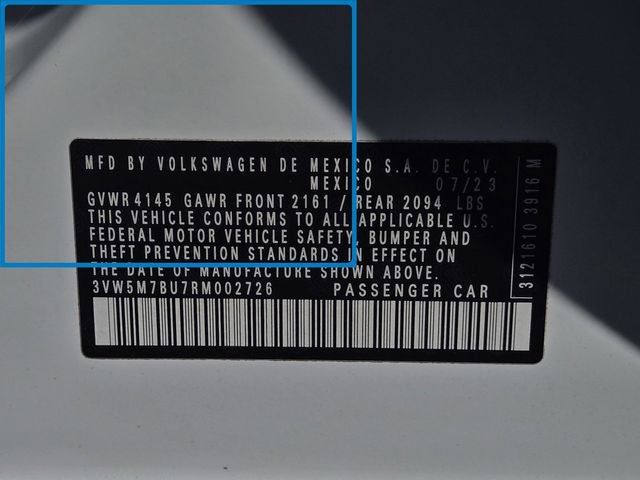 MFD BY VOLKSWAGEN DE MEXICO S.A. DE C.V.
MEXICO 07/23
GVWR 4145 GAWR FRONT 2161 / REAR 2094 LBS
THIS VEHICLE CONFORMS TO ALL APPLICABLE U.S.
FEDERAL MOTOR VEHICLE SAFETY, BUMPER AND
THEFT PREVENTION STANDARDS IN EFFECT ON
THE DATE OF MANUFACTURE SHOWN ABOVE.
3VW5M7BU7RM002726 PASSENGER CAR
3121610 3916 M